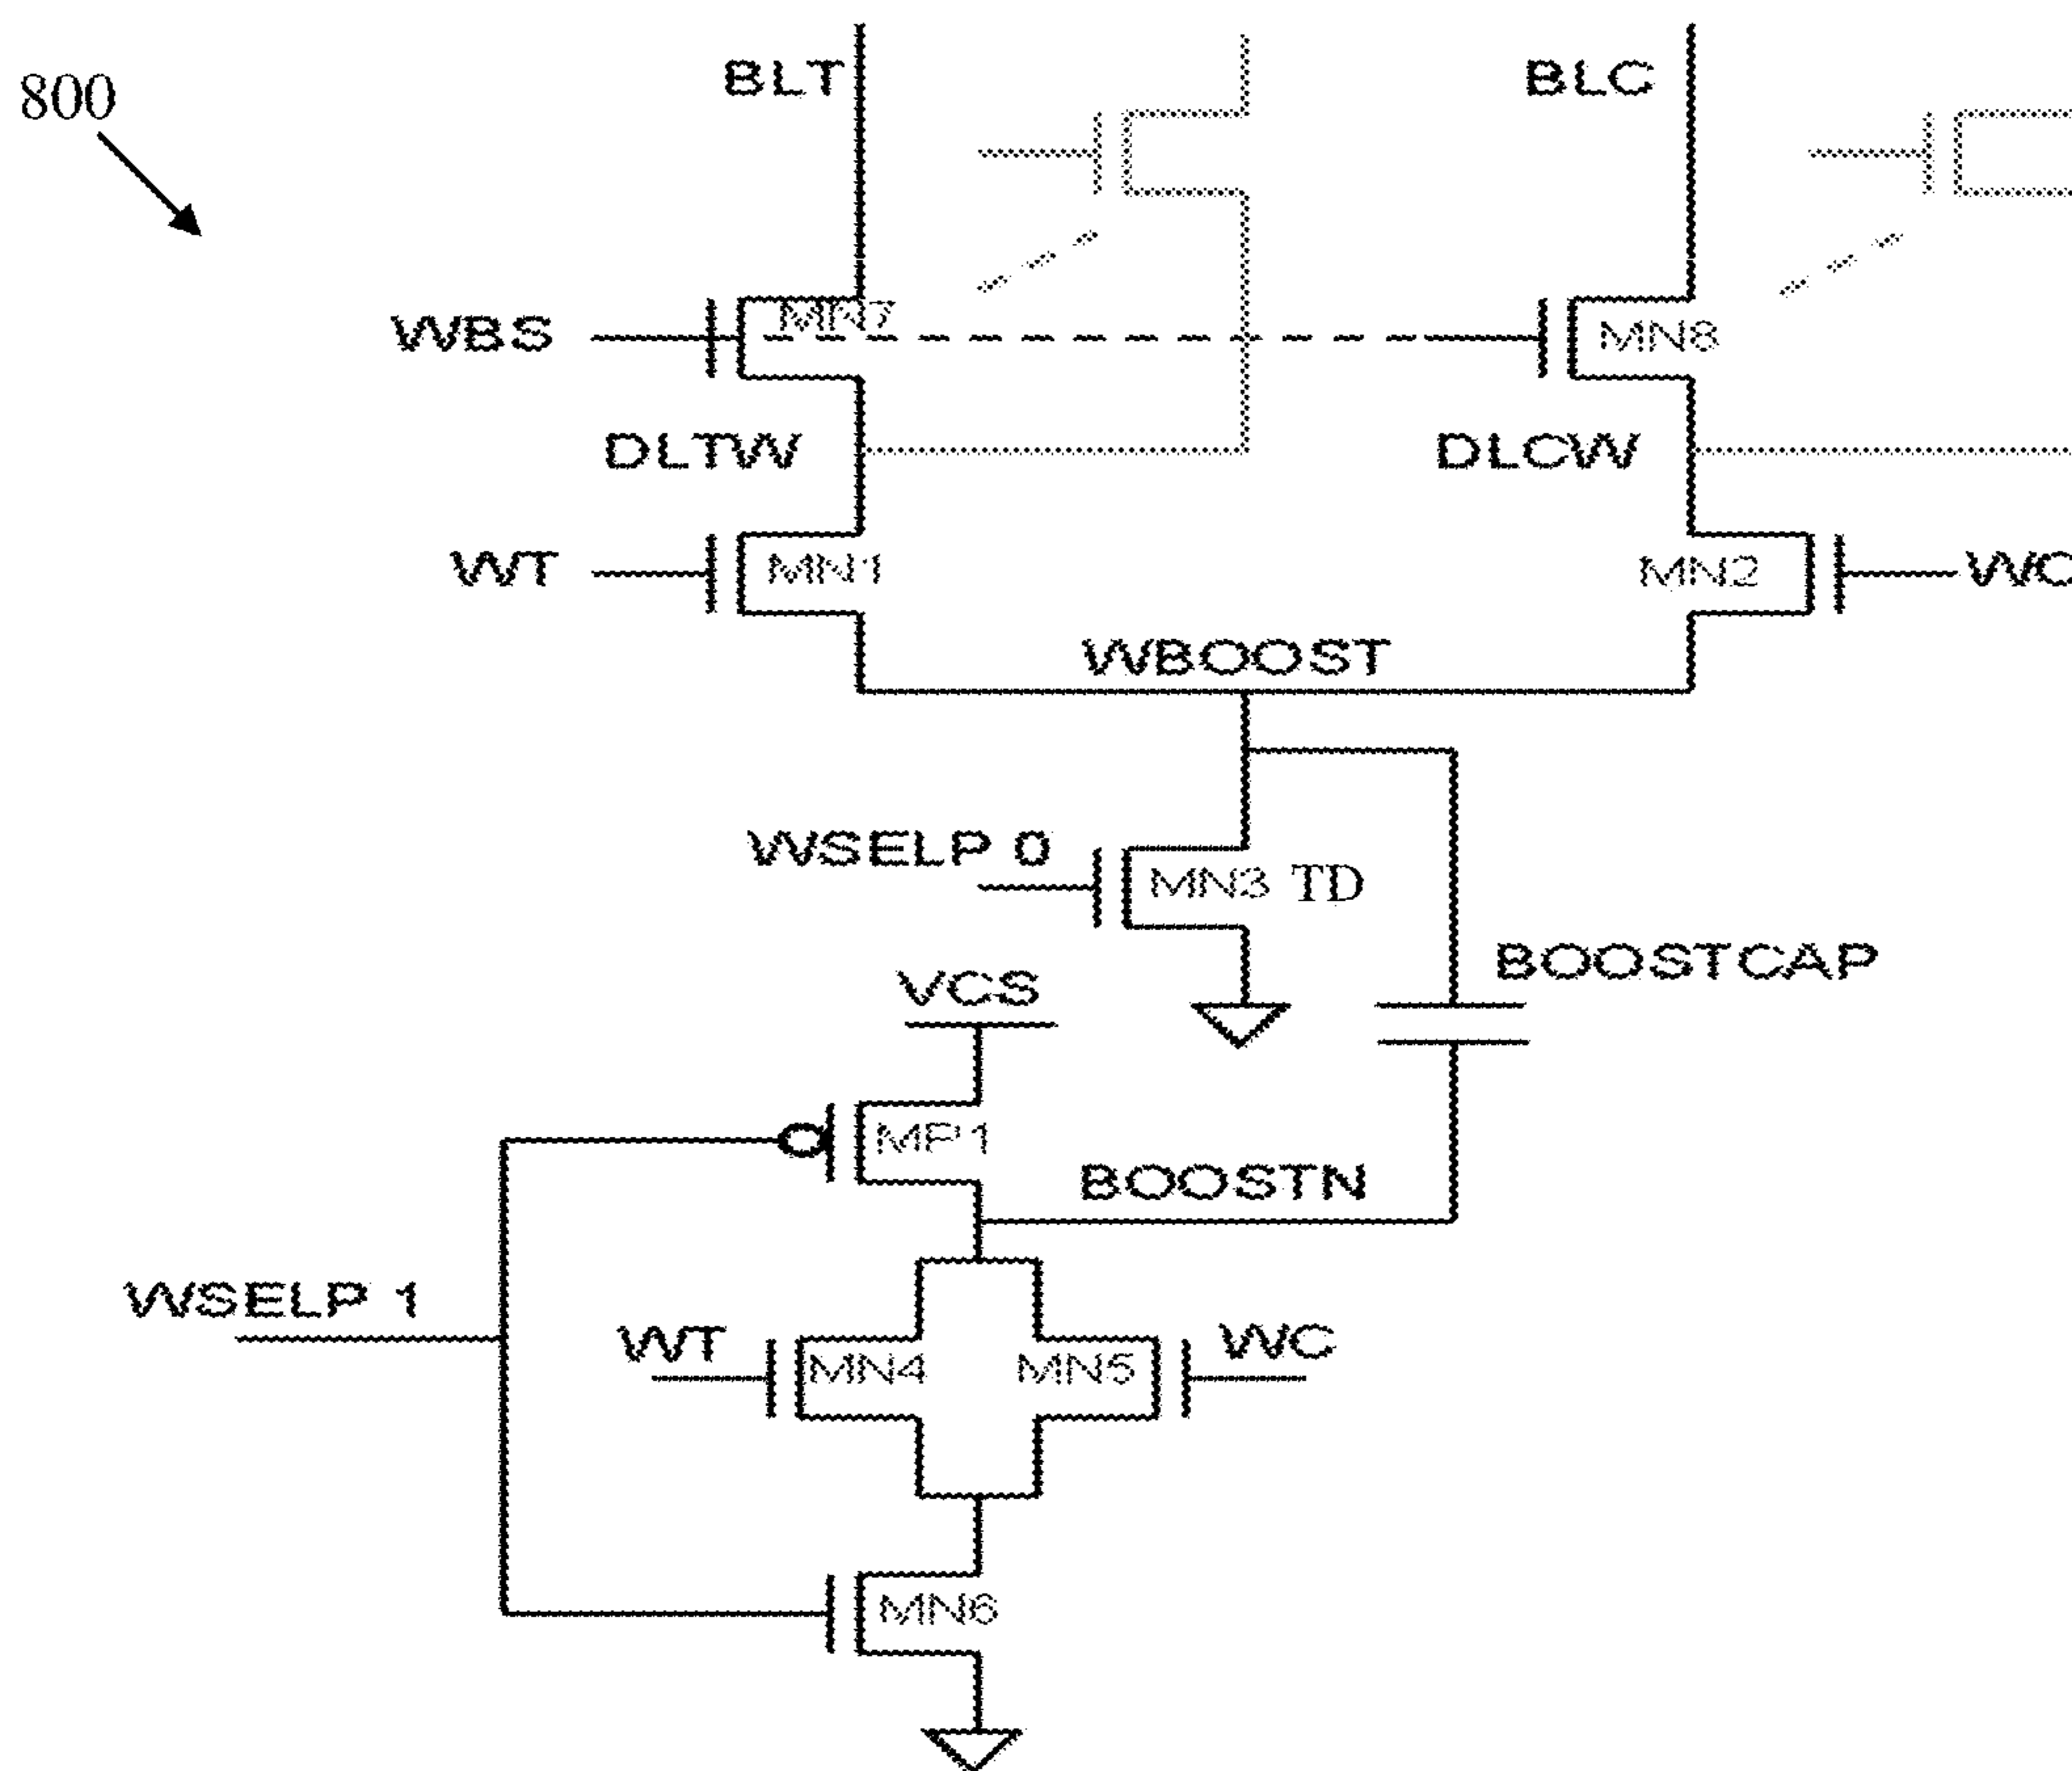 800
BLT
BLC
WBS
MN7
MN8
DLTW
DLCW
WT
MN1
MN2
WC
WBOOST
WSELP 0
MN3 TD
BOOSTCAP
VCS
MP1
BOOSTN
WSELP 1
WT
MN4
MN5
WC
MN6